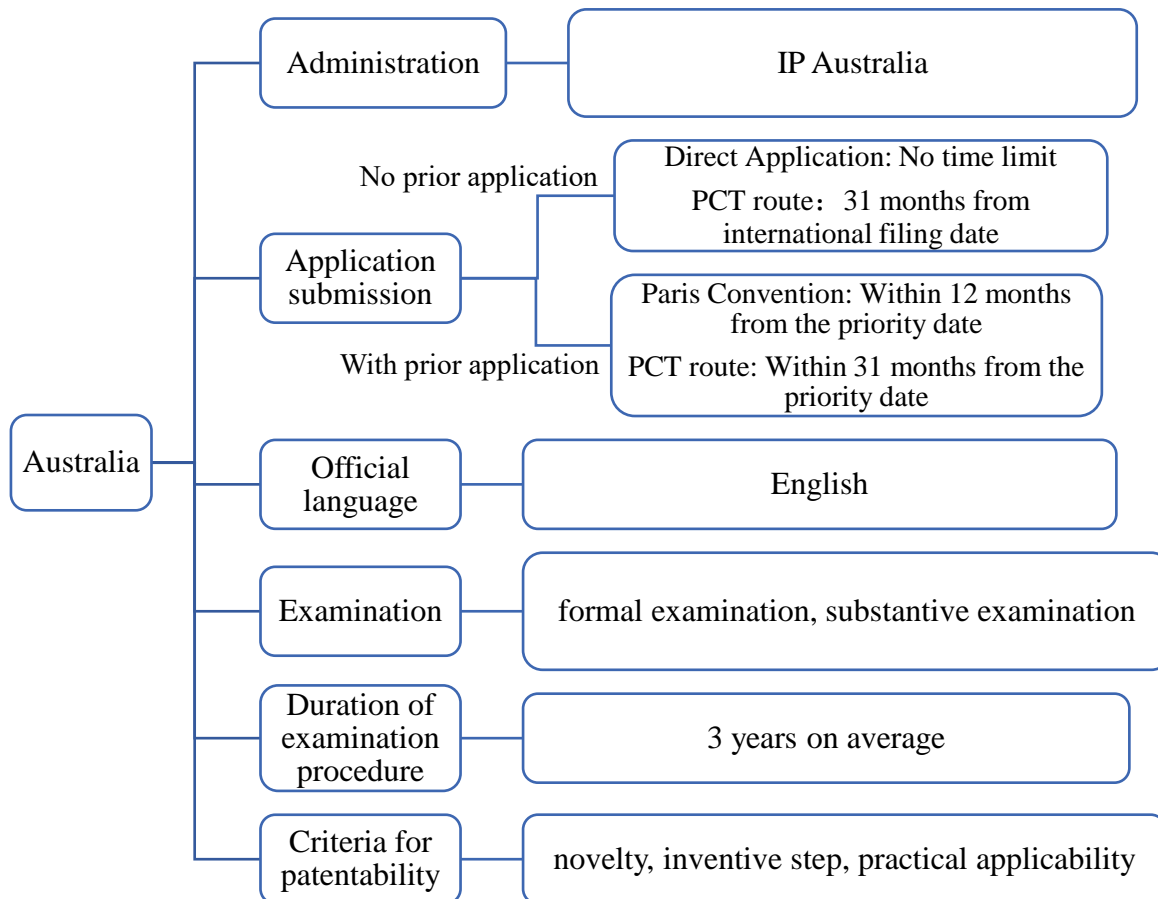 Administration
IP Australia
No prior application
Direct Application: No time limit
PCT route：31 months from
international filing date
Application
submission
Paris Convention: Within 12 months
from the priority date
With prior application
PCT route: Within 31 months from the
priority date
Australia
Official
language
English
Examination
formal examination, substantive examination
Duration of
examination
procedure
3 years on average
Criteria for
patentability
novelty, inventive step, practical applicability